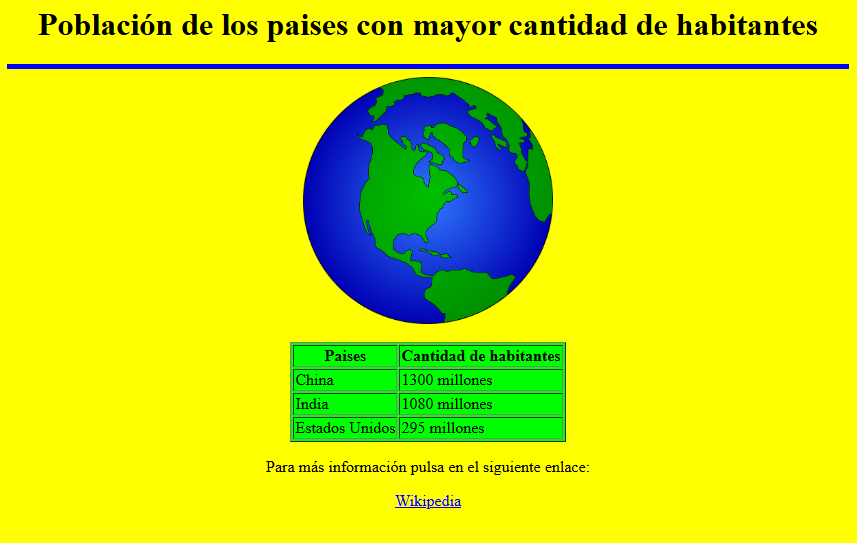 Población de los paises con mayor cantidad de habitantes
Paises Cantidad de habitantes
China 1300 millones
India 1080 millones
Estados Unidos 295 millones
Para más información pulsa en el siguiente enlace:
Wikipedia